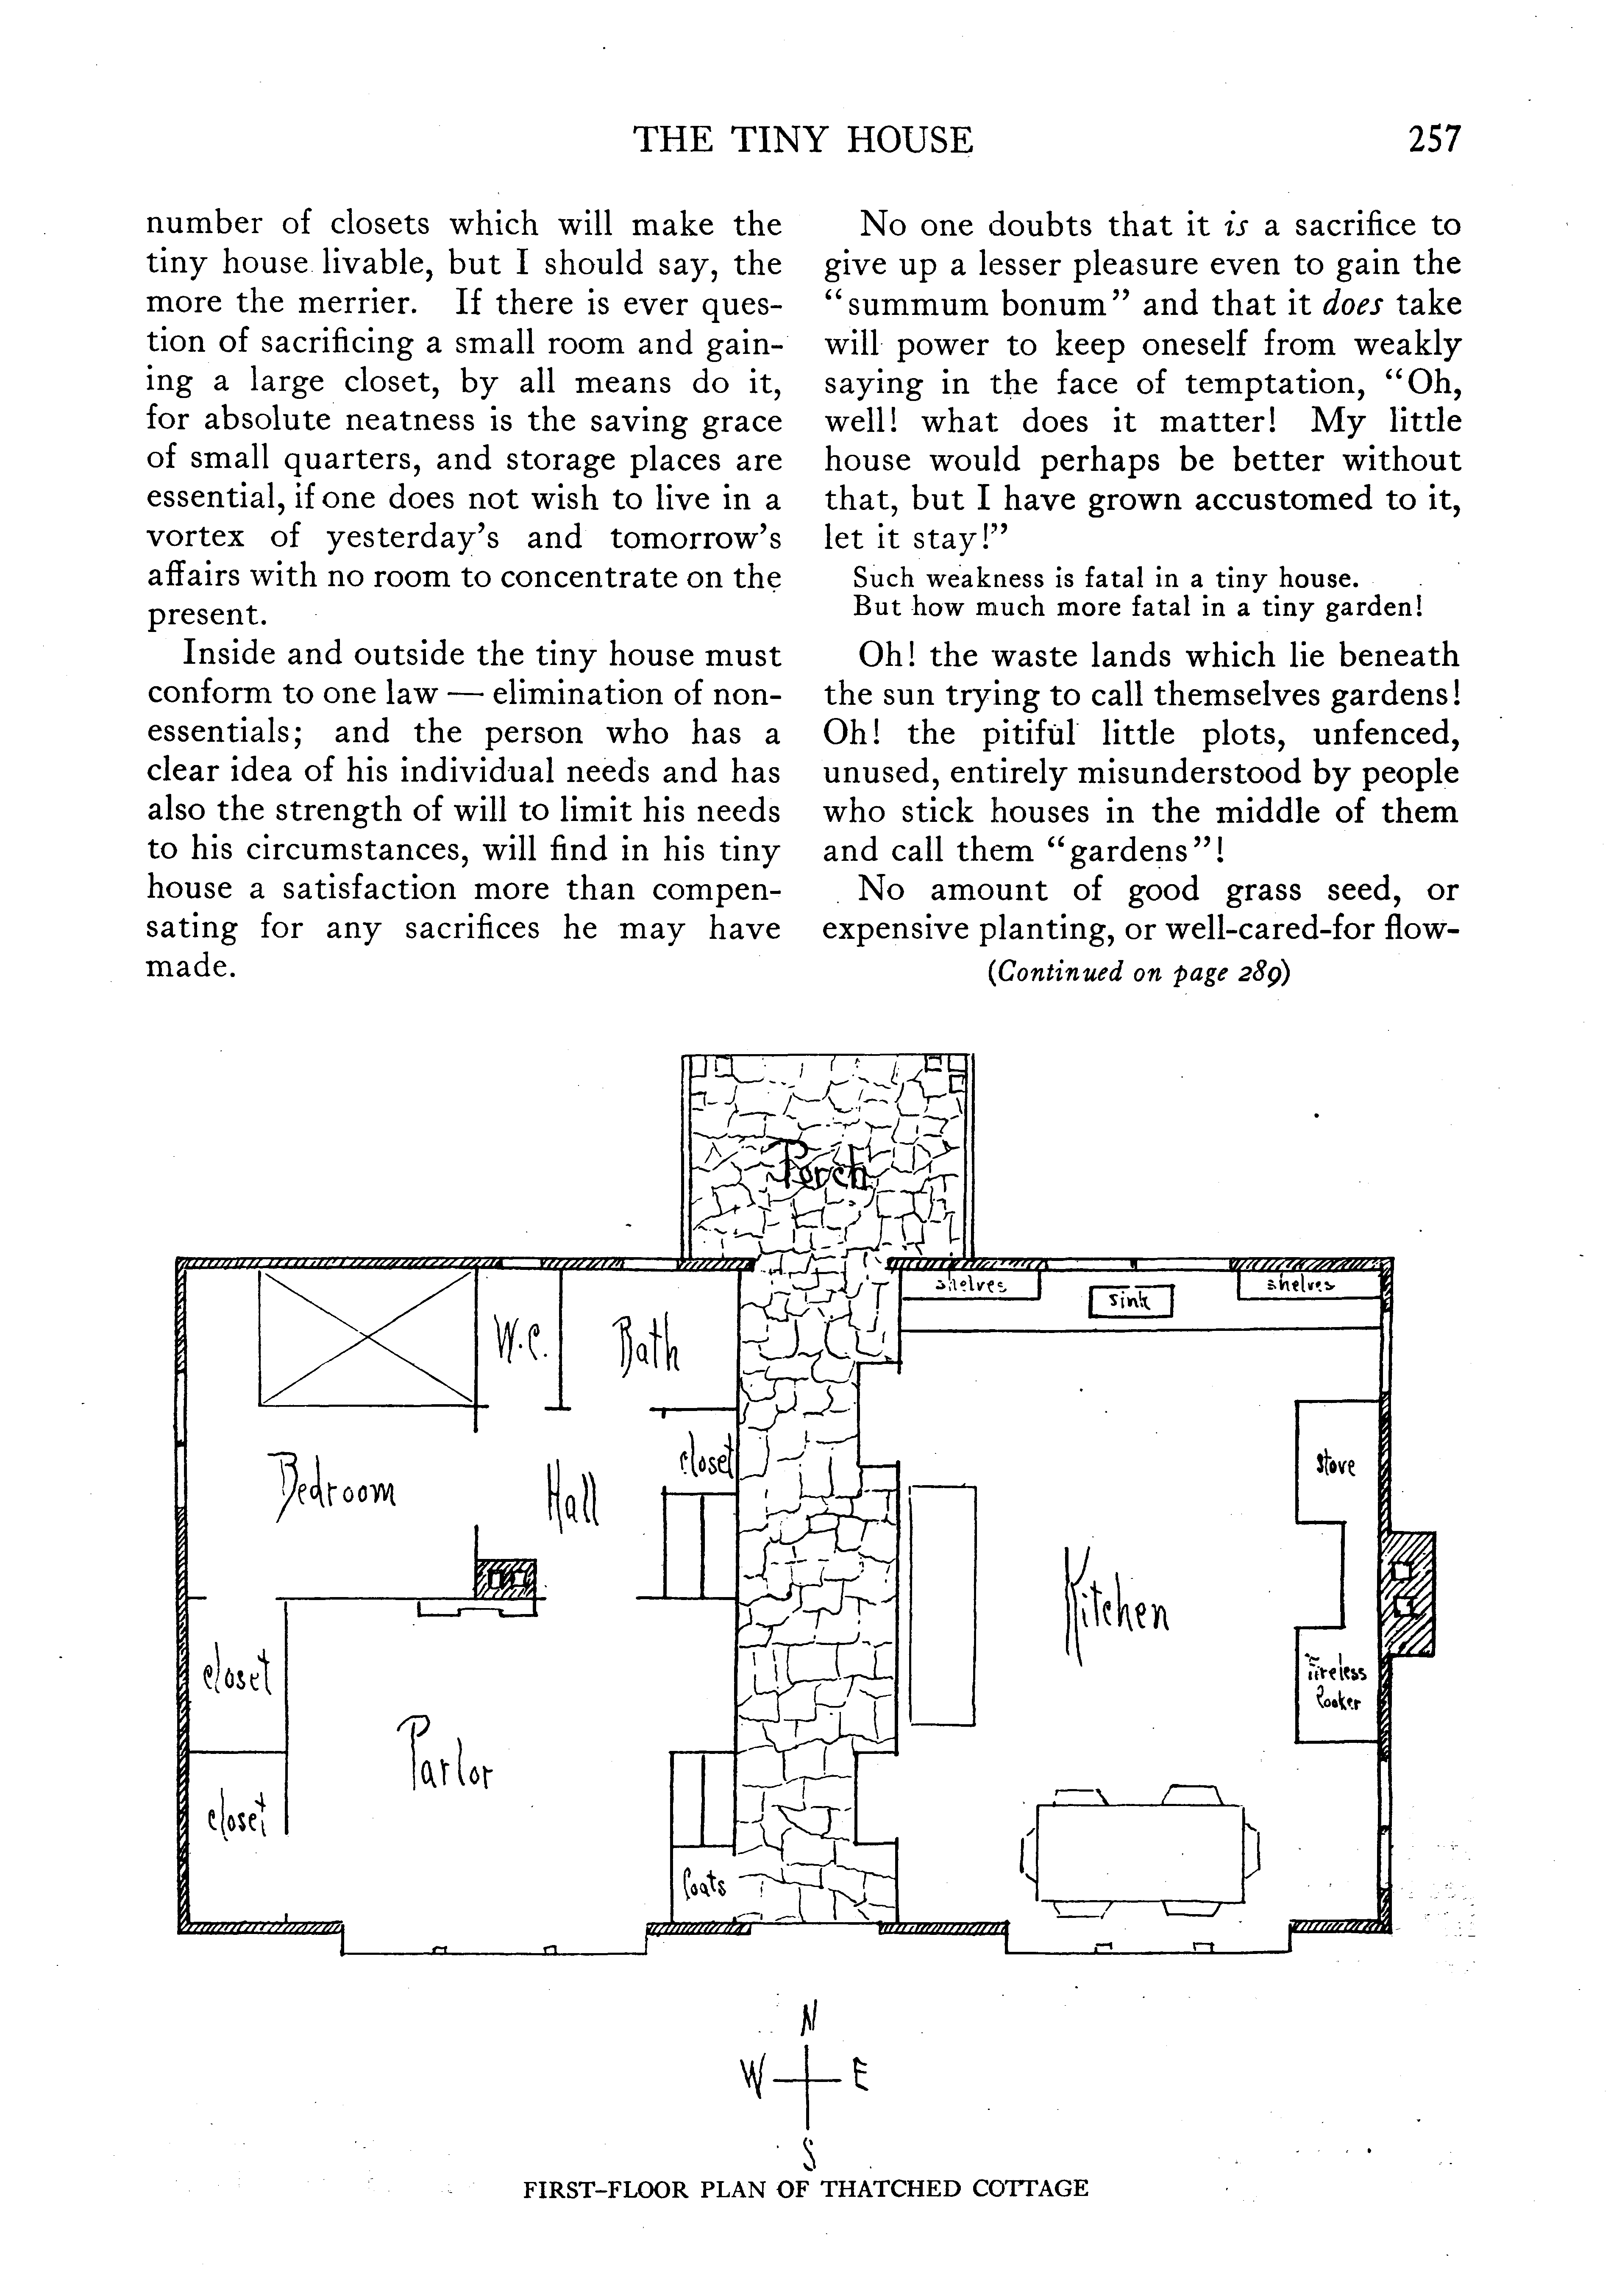 THE TINY HOUSE
257
number of closets which will make the
tiny house livable, but I should say, the
more the merrier. If there is ever ques-
tion of sacrificing a small room and gain-
ing a large closet, by all means do it,
for absolute neatness is the saving grace
of small quarters, and storage places are
essential, if one does not wish to live in a
vortex of yesterday's and tomorrow's
affairs with no room to concentrate on the
present.
Inside and outside the tiny house must
conform to one law — elimination of non-
essentials; and the person who has a
clear idea of his individual needs and has
also the strength of will to limit his needs
to his circumstances, will find in his tiny
house a satisfaction more than compen-
sating for any sacrifices he may have
made.
No one doubts that it is a sacrifice to
give up a lesser pleasure even to gain the
“summum bonum” and that it does take
will power to keep oneself from weakly
saying in the face of temptation, “Oh,
well! what does it matter! My little
house would perhaps be better without
that, but I have grown accustomed to it,
let it stay!”
Such weakness is fatal in a tiny house.
But how much more fatal in a tiny garden!
Oh! the waste lands which lie beneath
the sun trying to call themselves gardens!
Oh! the pitiful little plots, unfenced,
unused, entirely misunderstood by people
who stick houses in the middle of them
and call them “gardens”!
No amount of good grass seed, or
expensive planting, or well-cared-for flow-
(Continued on page 289)
Porch
shelves
sink
shelves
W.C.
Bath
closet
Bedroom
Hall
stove
Kitchen
Fireless
Cooker
closet
Parlor
closet
Coats
N
W E
S
FIRST-FLOOR PLAN OF THATCHED COTTAGE